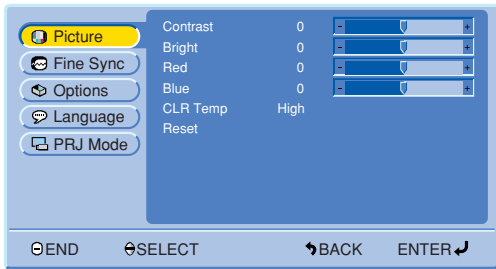 Picture
Fine Sync
Options
Language
PRJ Mode
Contrast 0 - +
Bright 0 - +
Red 0 - +
Blue 0 - +
CLR Temp High
Reset
END SELECT BACK ENTER